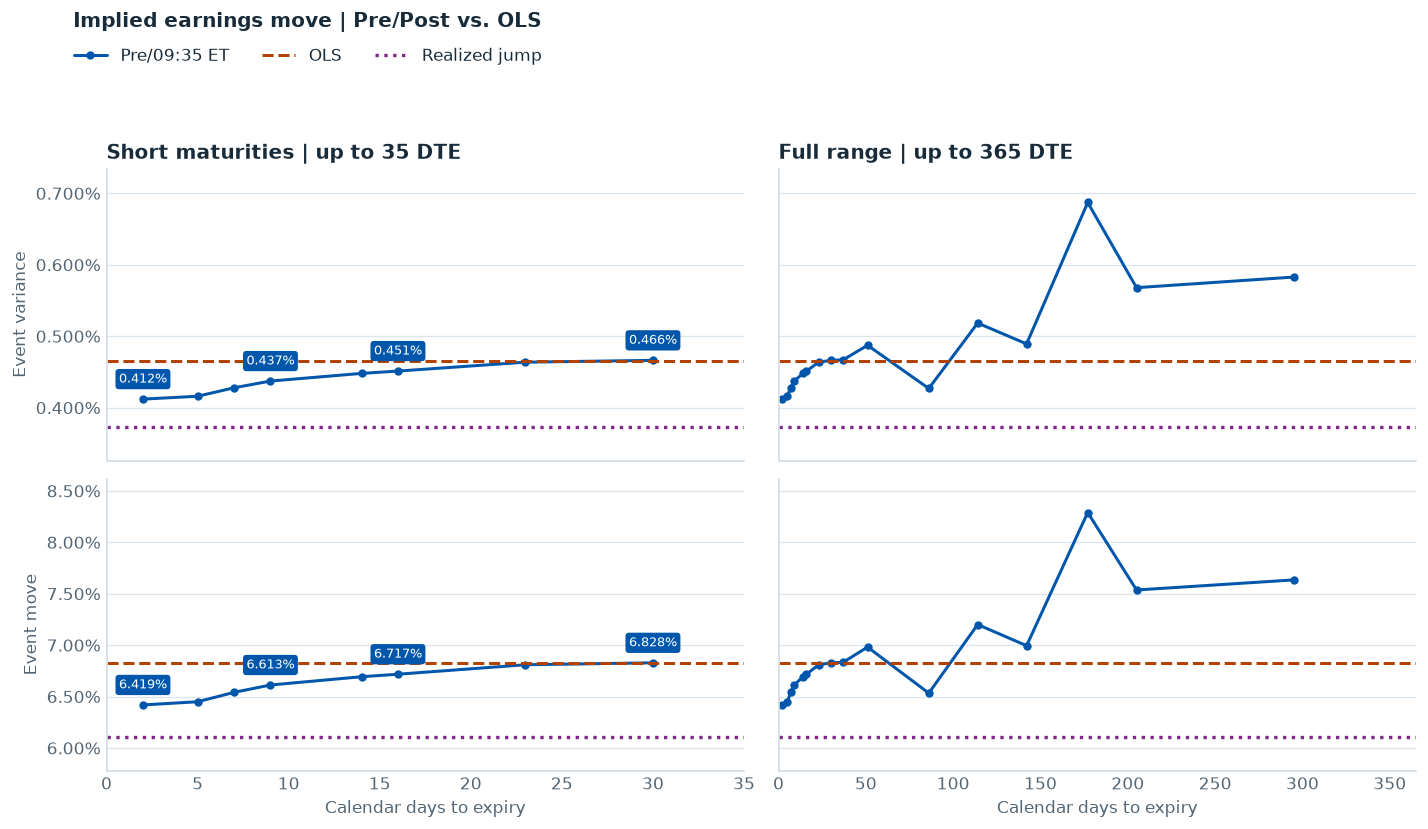 Implied earnings move | Pre/Post vs. OLS
Pre/09:35 ET OLS Realized jump
Short maturities | up to 35 DTE
Full range | up to 365 DTE
Event variance
0.700%
0.600%
0.500%
0.400%
0.412%
0.437%
0.451%
0.466%
Event move
8.50%
8.00%
7.50%
7.00%
6.50%
6.00%
6.419%
6.613%
6.717%
6.828%
0 5 10 15 20 25 30 35
Calendar days to expiry
0 50 100 150 200 250 300 350
Calendar days to expiry